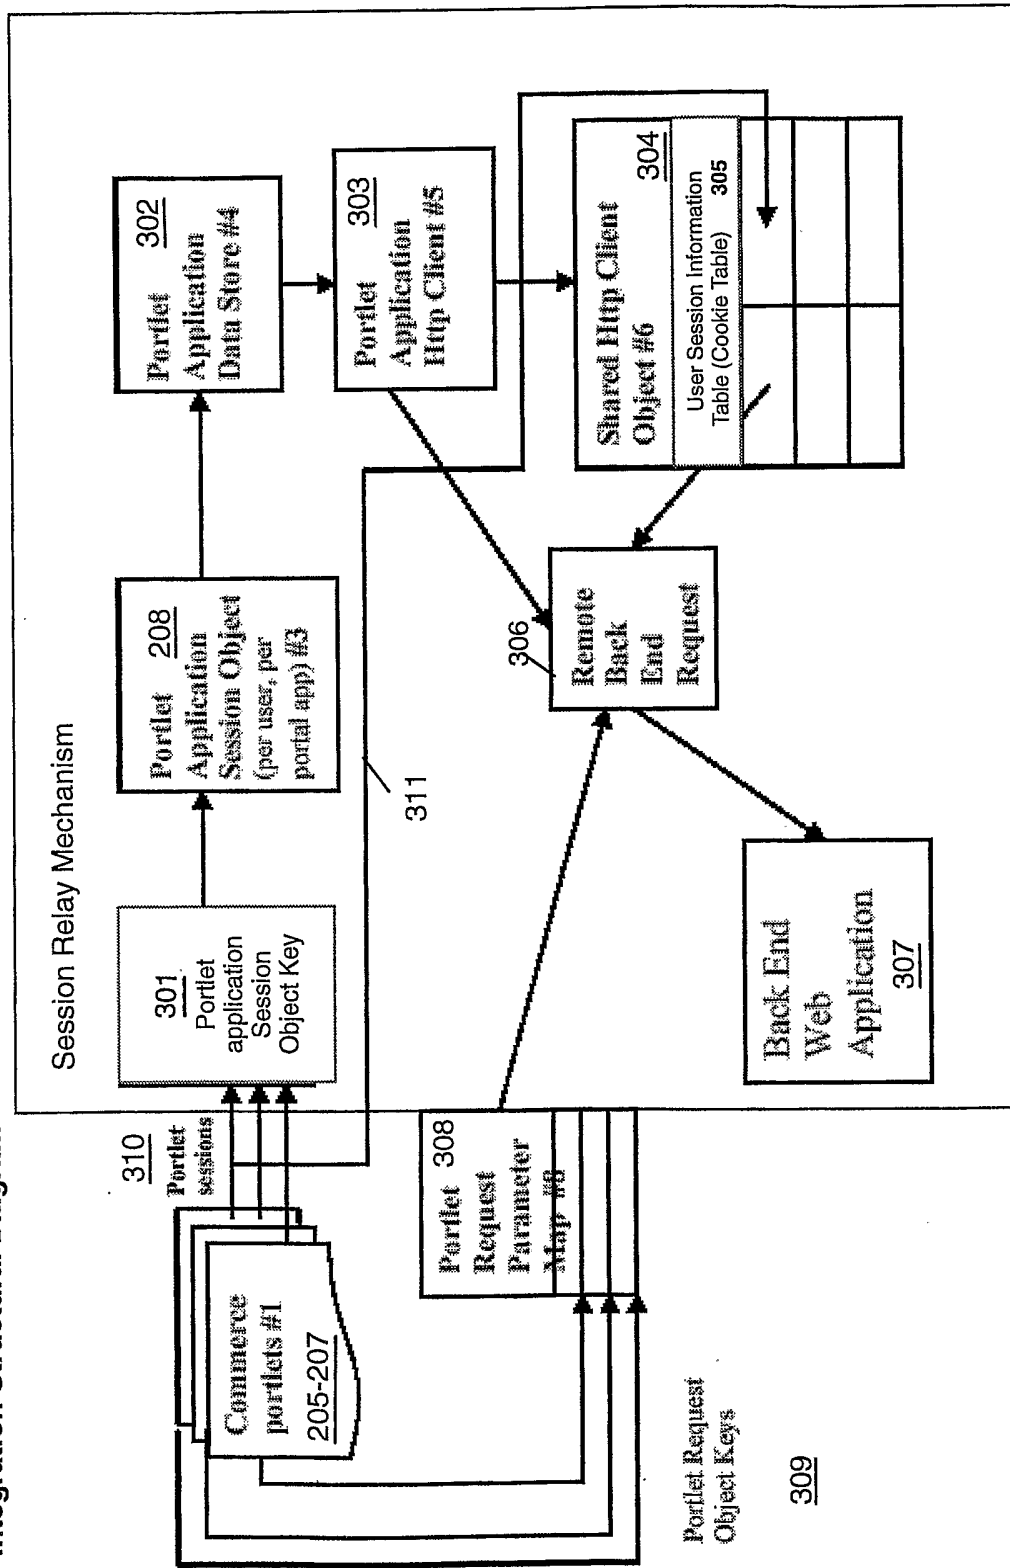 Integration Structural Diagram
Session Relay Mechanism
Commerce
portlets #1
205-207
310
Portlet
sessions
301
Portlet
application
Session
Object Key
Portlet 208
Application
Session Object
(per user, per
portal app) #3
Portlet 302
Application
Data Store #4
Portlet 303
Application
Http Client #5
311
Shared Http Client
Object #6 304
User Session Information
Table (Cookie Table) 305
306
Remote
Back
End
Request
Portlet 308
Request
Parameter
Map #8
Back End
Web
Application
307
Portlet Request
Object Keys
309